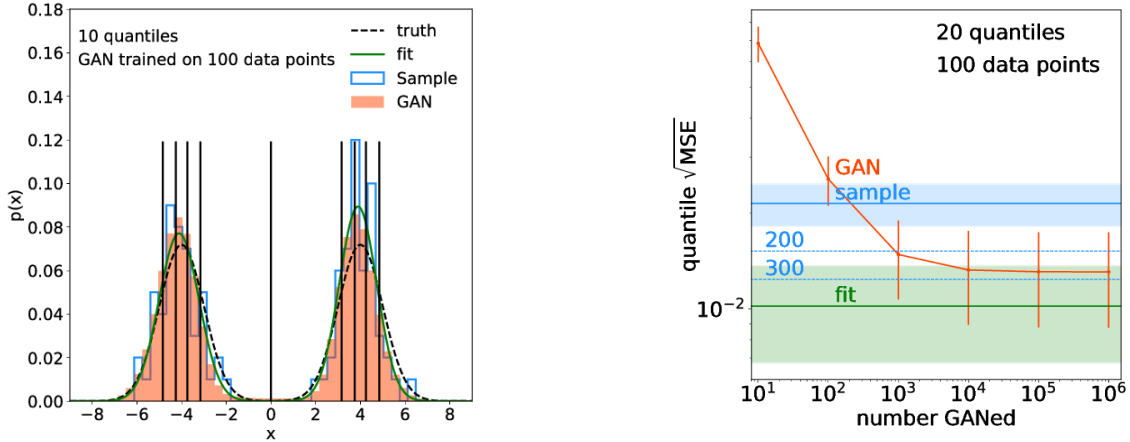 0.18
0.16
0.14
0.12
0.10
0.08
0.06
0.04
0.02
0.00
p(x)
10 quantiles
GAN trained on 100 data points
truth
fit
Sample
GAN
−8 −6 −4 −2 0 2 4 6 8
x
quantile √MSE
10⁻²
20 quantiles
100 data points
GAN
sample
200
300
fit
10¹ 10² 10³ 10⁴ 10⁵ 10⁶
number GANed